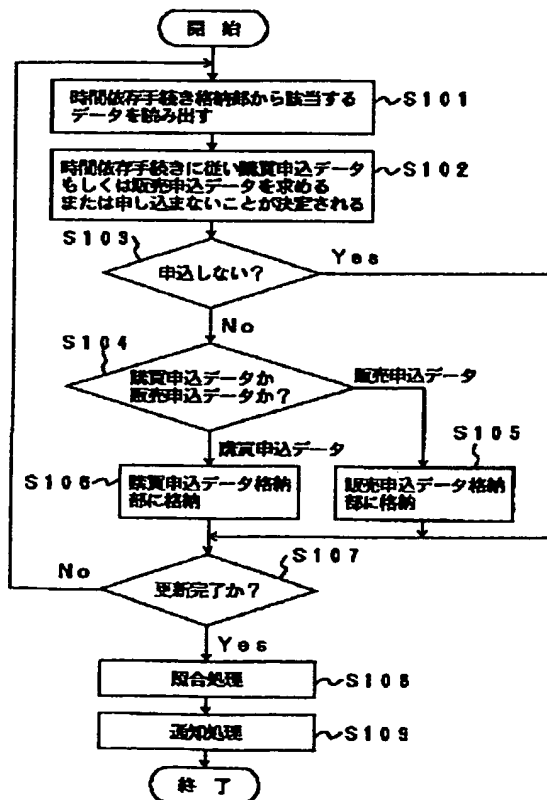 開 始
時間依存手続き格納部から該当する
データを読み出す
S101
時間依存手続きに従い購買申込データ
もしくは販売申込データを求める
または申し込まないことが決定される
S102
S103
申込しない？
Yes
No
S104
購買申込データか
販売申込データか？
販売申込データ
購買申込データ
S105
S106
購買申込データ格納
部に格納
販売申込データ格納
部に格納
S107
No
更新完了か？
Yes
照合処理
S108
通知処理
S109
終 了